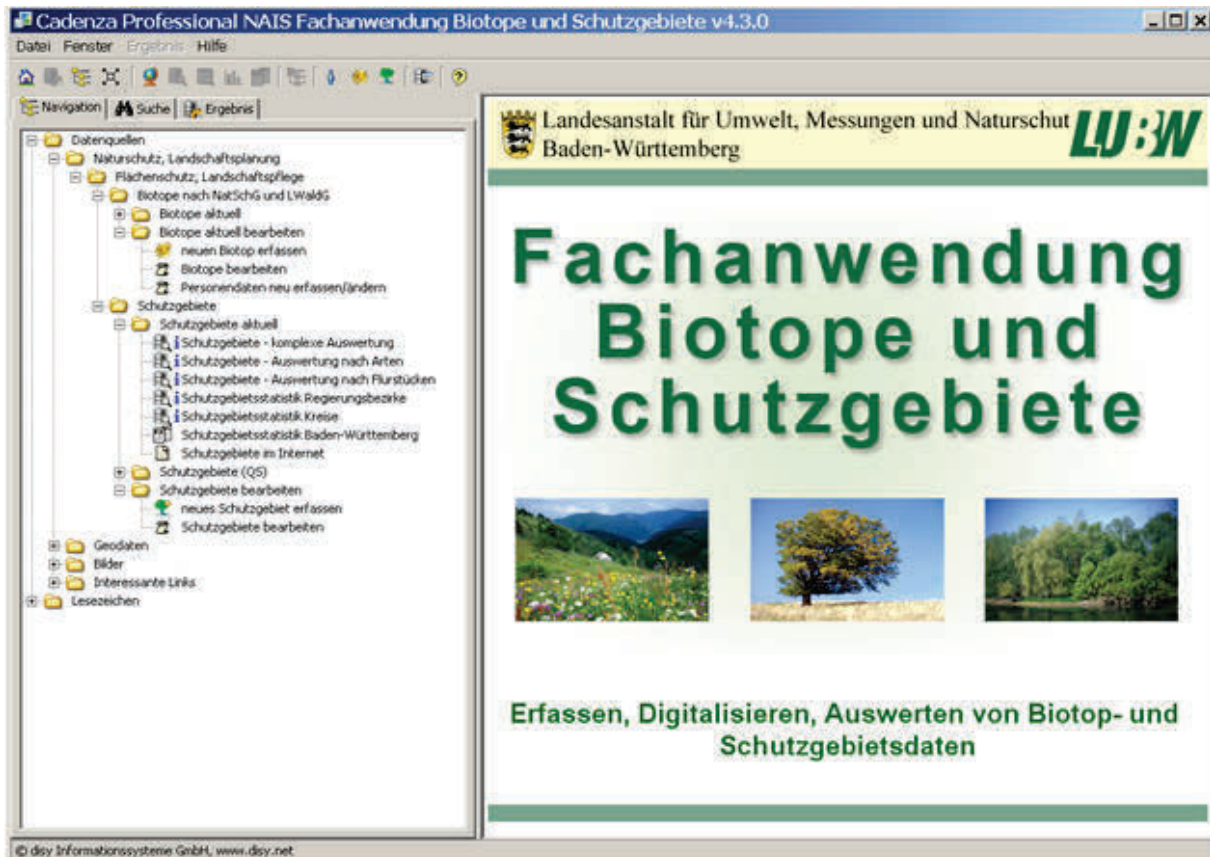 Cadenza Professional NAIS Fachanwendung Biotope und Schutzgebiete v4.3.0
Datei Fenster Ergebnis Hilfe
Navigation Suche Ergebnis
Datenquellen
Naturschutz, Landschaftsplanung
Flächenschutz, Landschaftspflege
Biotope nach NatSchG und LWaldG
Biotope aktuell
Biotope aktuell bearbeiten
neuen Biotop erfassen
Biotope bearbeiten
Personendaten neu erfassen/ändern
Schutzgebiete
Schutzgebiete aktuell
Schutzgebiete - komplexe Auswertung
Schutzgebiete - Auswertung nach Arten
Schutzgebiete - Auswertung nach Flurstücken
Schutzgebietsstatistik Regierungsbezirke
Schutzgebietsstatistik Kreise
Schutzgebietsstatistik Baden-Württemberg
Schutzgebiete im Internet
Schutzgebiete (QS)
Schutzgebiete bearbeiten
neues Schutzgebiet erfassen
Schutzgebiete bearbeiten
Geodaten
Bilder
Interessante Links
Lesezeichen
Landesanstalt für Umwelt, Messungen und Naturschut
Baden-Württemberg
LUBW
Fachanwendung
Biotope und
Schutzgebiete
Erfassen, Digitalisieren, Auswerten von Biotop- und
Schutzgebietsdaten
© disy Informationssysteme GmbH, www.disy.net